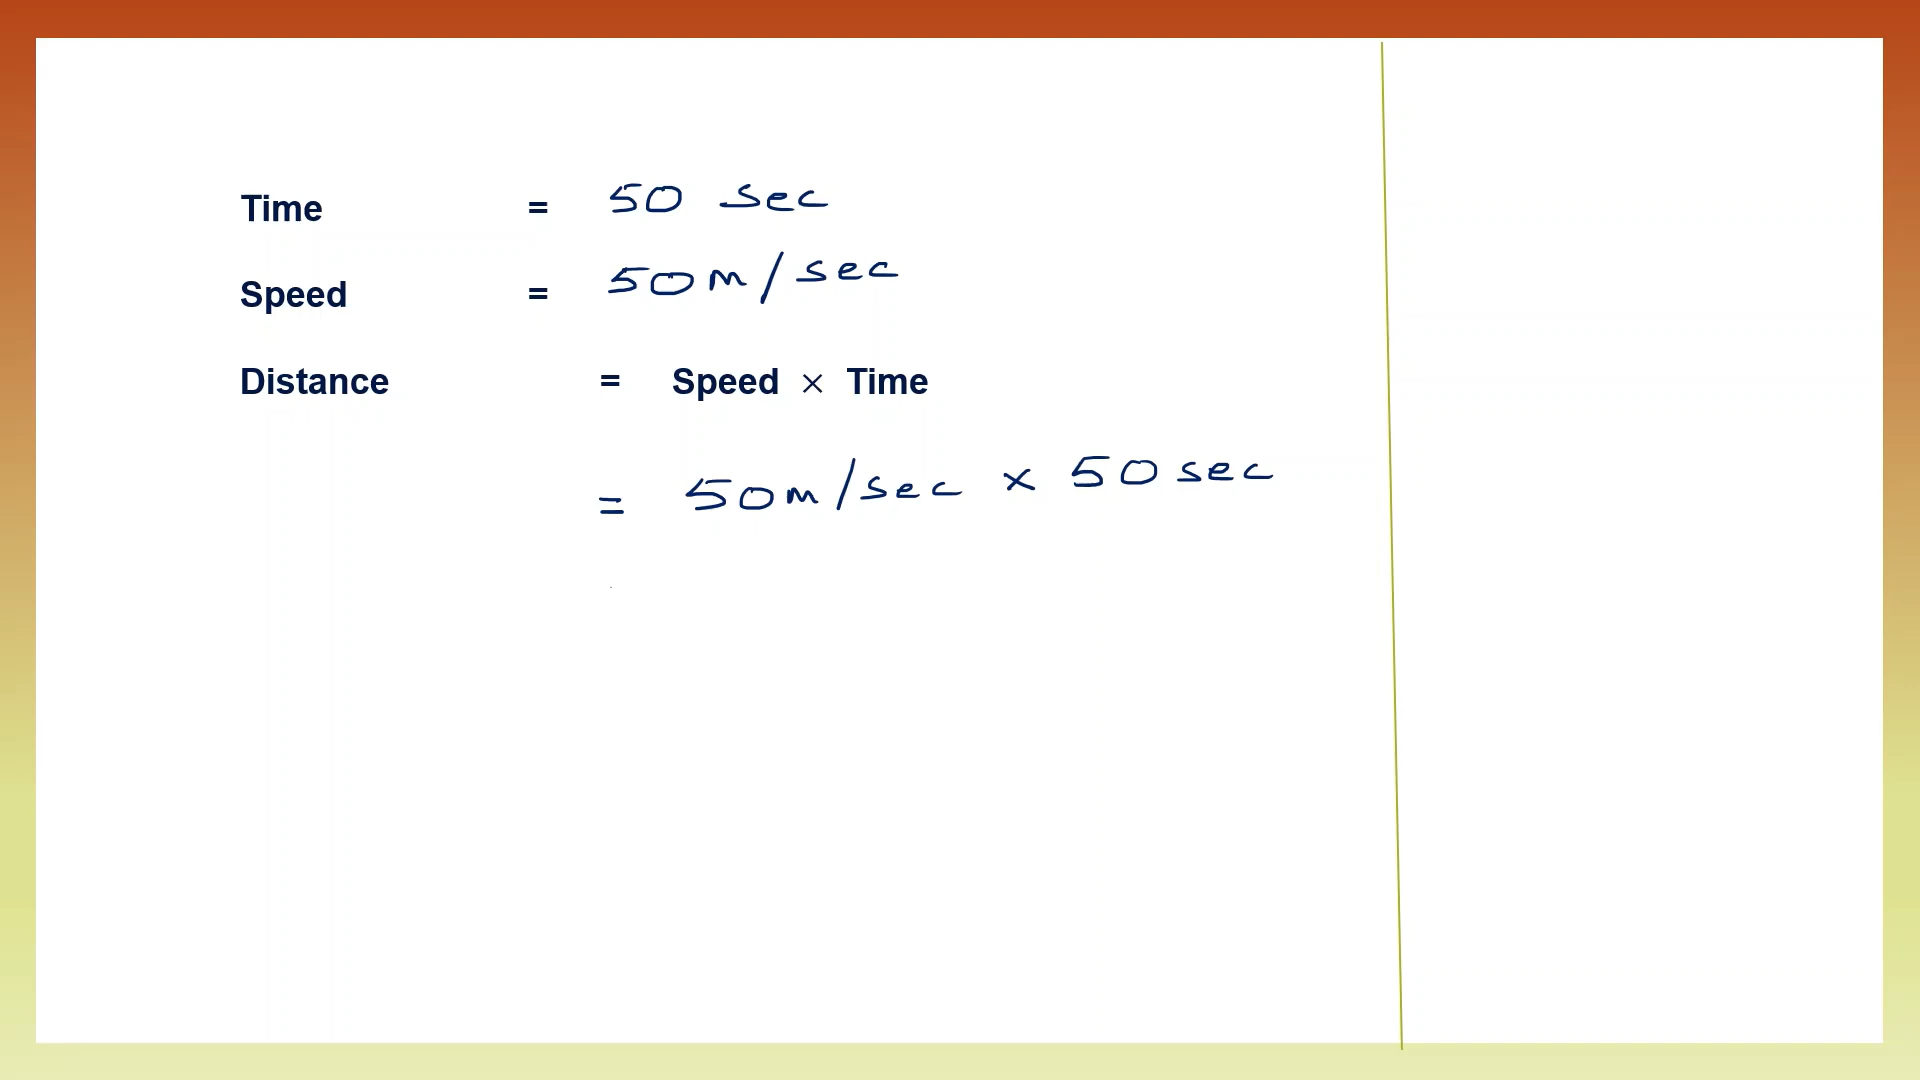 Time = 50 sec
Speed = 50m/sec
Distance = Speed × Time
= 50m/sec × 50 sec